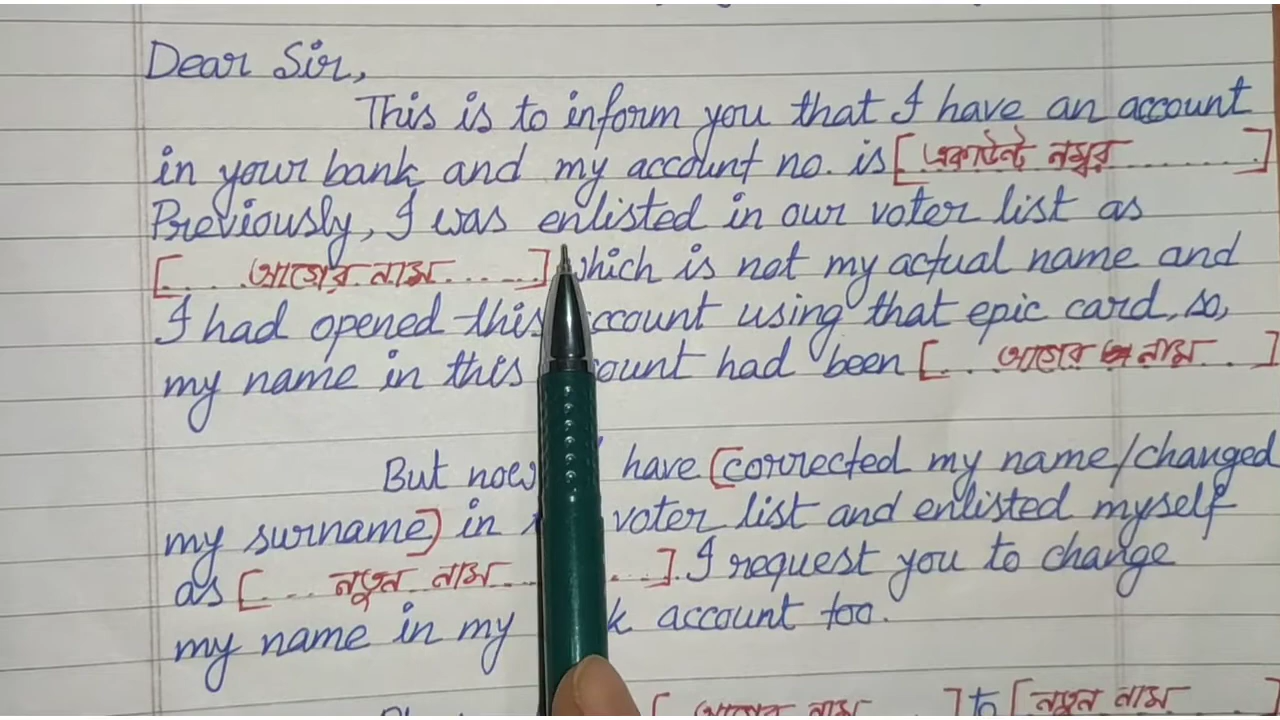 Dear Sir,
This is to inform you that I have an account
in your bank and my account no. is [ একাউন্ট নম্বর ........ ]
Previously, I was enlisted in our voter list as
[ .. আগের নাম ..... ] which is not my actual name and
I had opened this account using that epic card, so,
my name in this account had been [ .. আগের নাম .. ]
But now I have [corrected my name/changed
my surname] in voter list and enlisted myself
as [ ... নতুন নাম ..... ]. I request you to change
my name in my account too.
[ আগের নাম ] to [ নতুন নাম ]